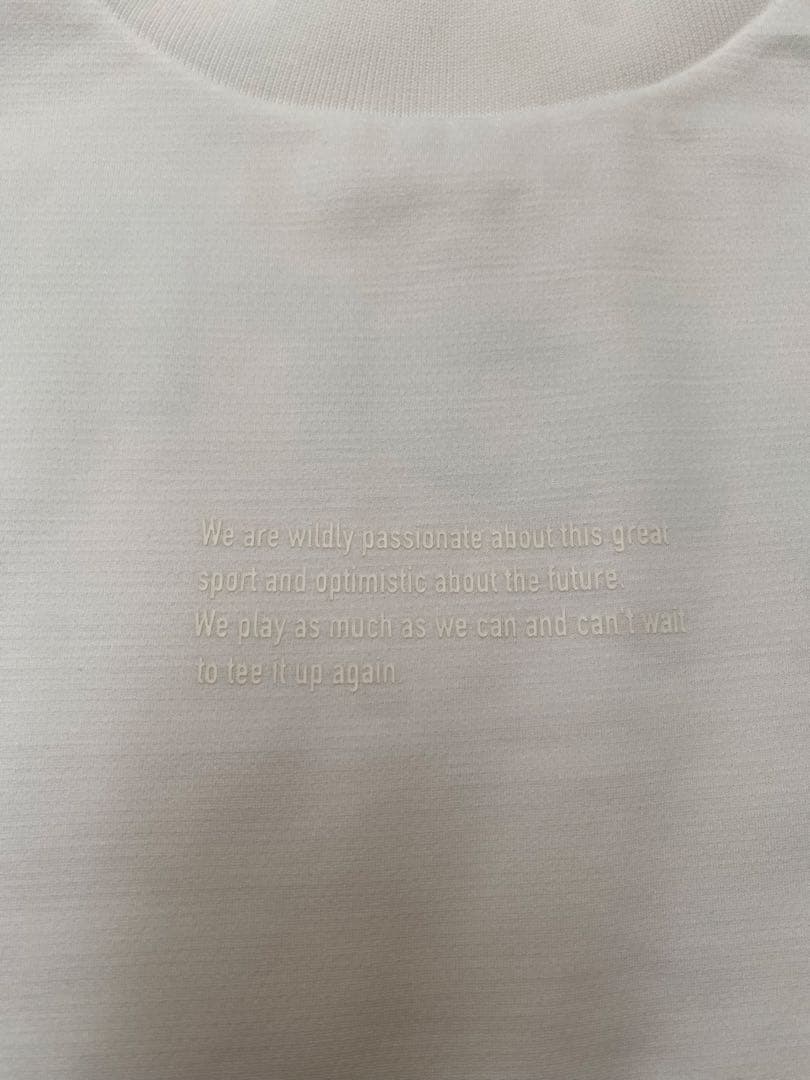 We are wildly passionate about this great
sport and optimistic about the future.
We play as much as we can and can't wait
to tee it up again.